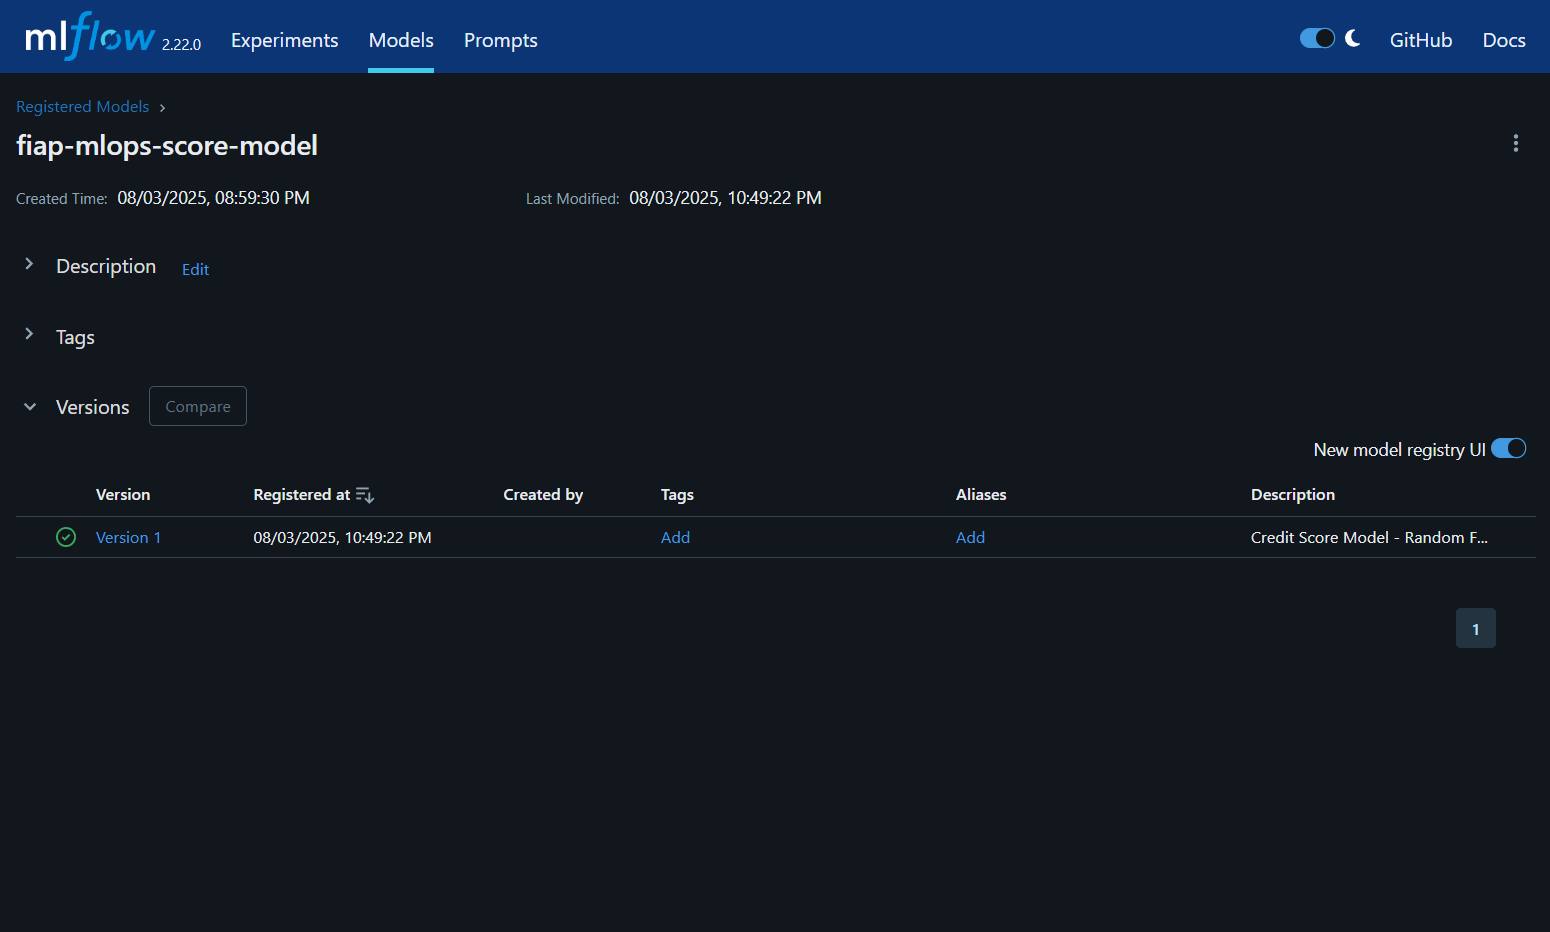 mlflow 2.22.0 Experiments Models Prompts GitHub Docs
Registered Models
fiap-mlops-score-model
Created Time: 08/03/2025, 08:59:30 PM Last Modified: 08/03/2025, 10:49:22 PM
Description Edit
Tags
Versions Compare
New model registry UI
Version Registered at Created by Tags Aliases Description
Version 1 08/03/2025, 10:49:22 PM Add Add Credit Score Model - Random F...
1